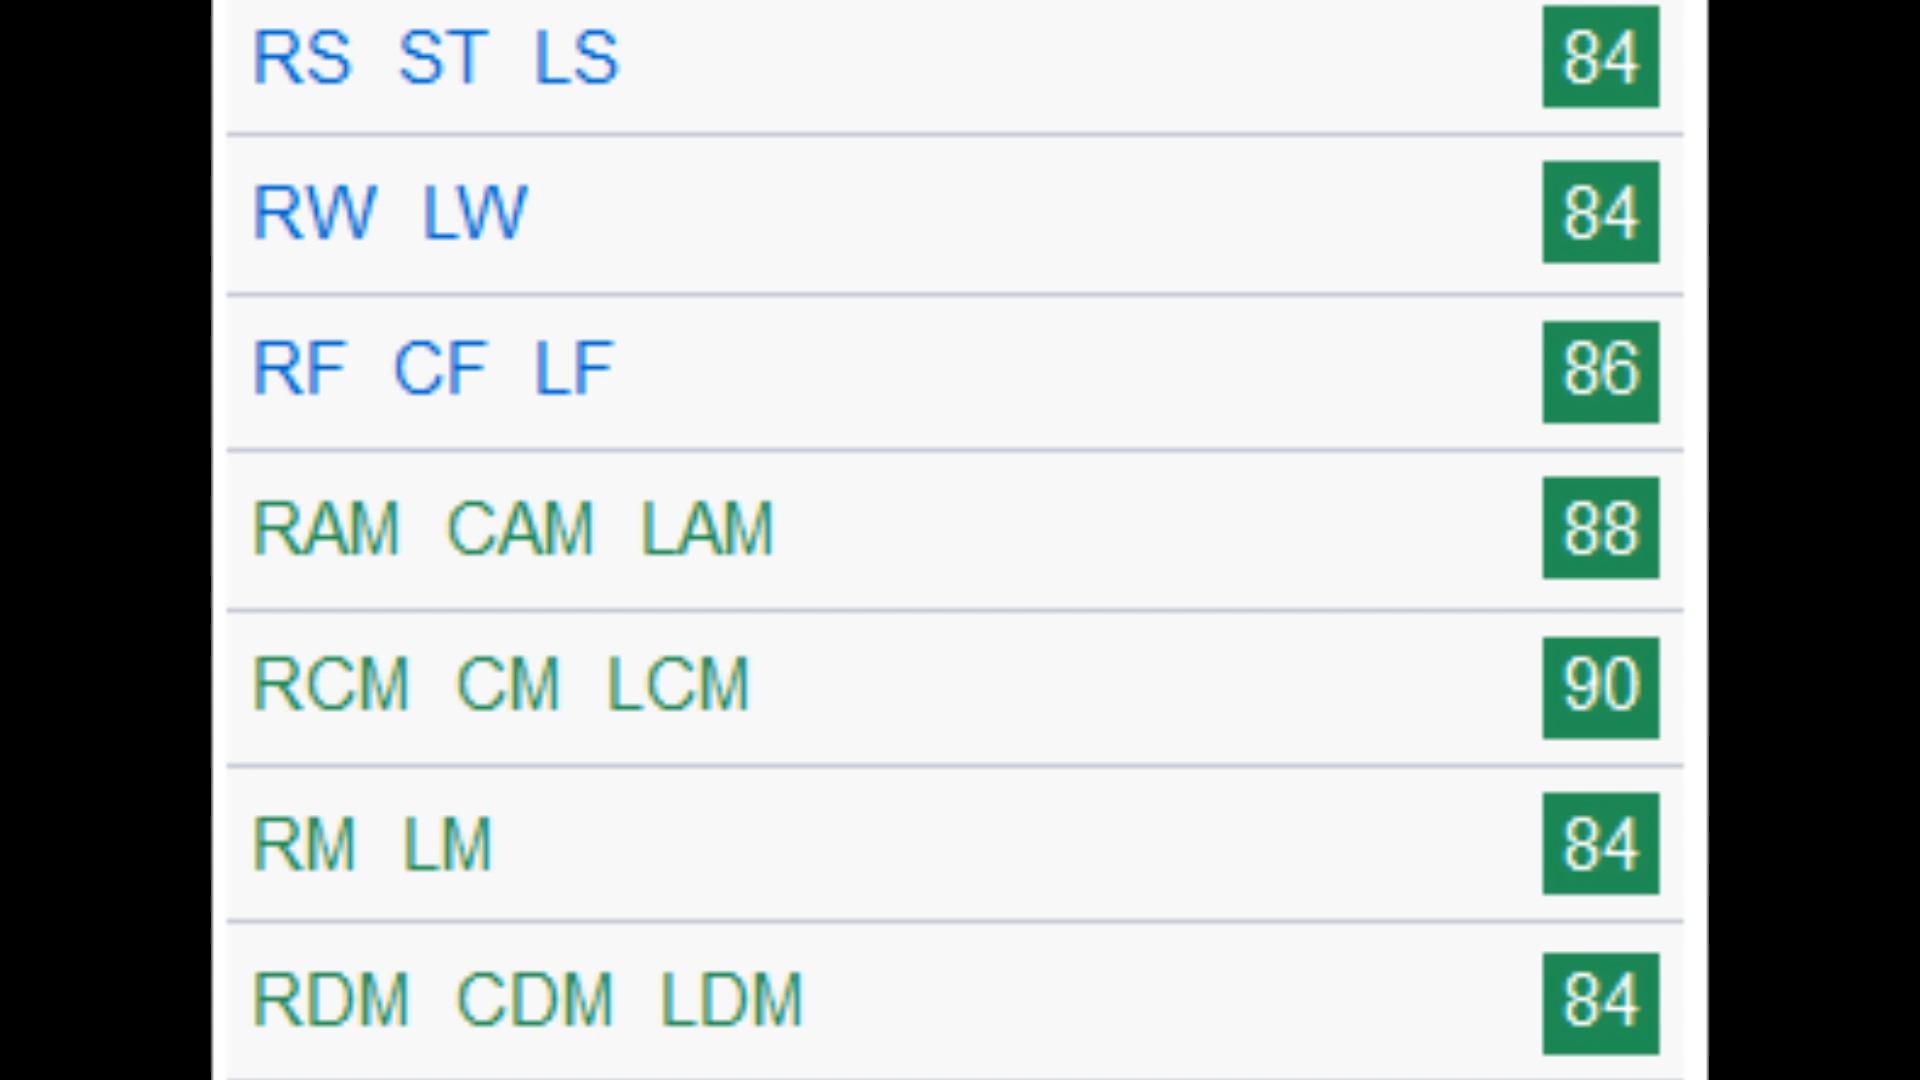 RS ST LS 84
RW LW 84
RF CF LF 86
RAM CAM LAM 88
RCM CM LCM 90
RM LM 84
RDM CDM LDM 84